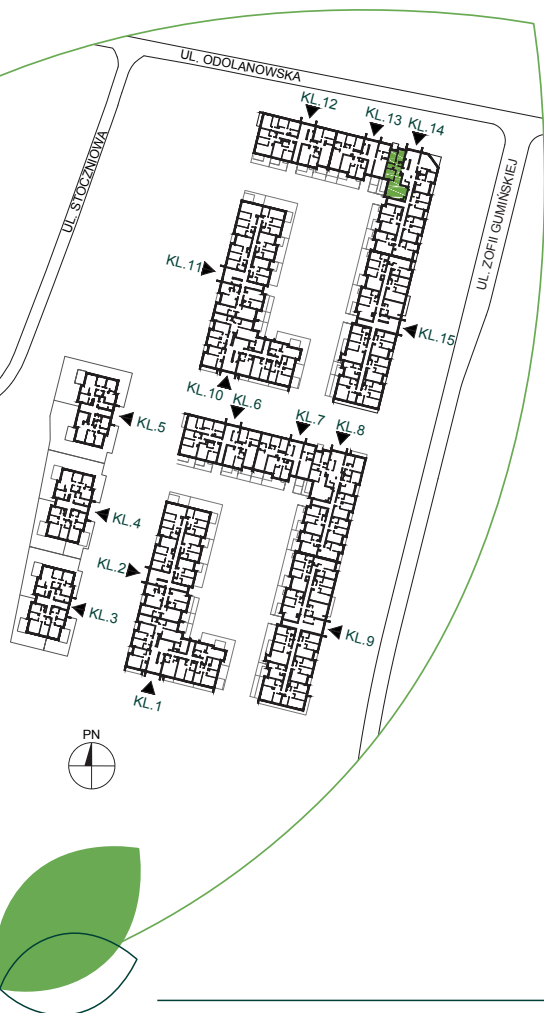 UL. ODOLANOWSKA
UL. STOCZNIOWA
UL. ZOFII GUMIŃSKIEJ
KL.12
KL.13
KL.14
KL.11
KL.15
KL.10
KL.6
KL.7
KL.8
KL.5
KL.4
KL.2
KL.3
KL.9
KL.1
PN